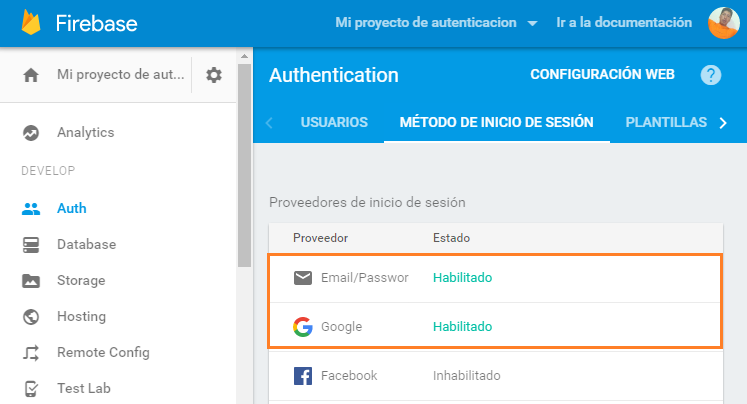 Firebase
Mi proyecto de autenticacion
Ir a la documentación
Mi proyecto de aut...
Analytics
DEVELOP
Auth
Database
Storage
Hosting
Remote Config
Test Lab
Authentication
CONFIGURACIÓN WEB
?
USUARIOS
MÉTODO DE INICIO DE SESIÓN
PLANTILLAS
Proveedores de inicio de sesión
Proveedor Estado
Email/Passwor Habilitado
Google Habilitado
Facebook Inhabilitado